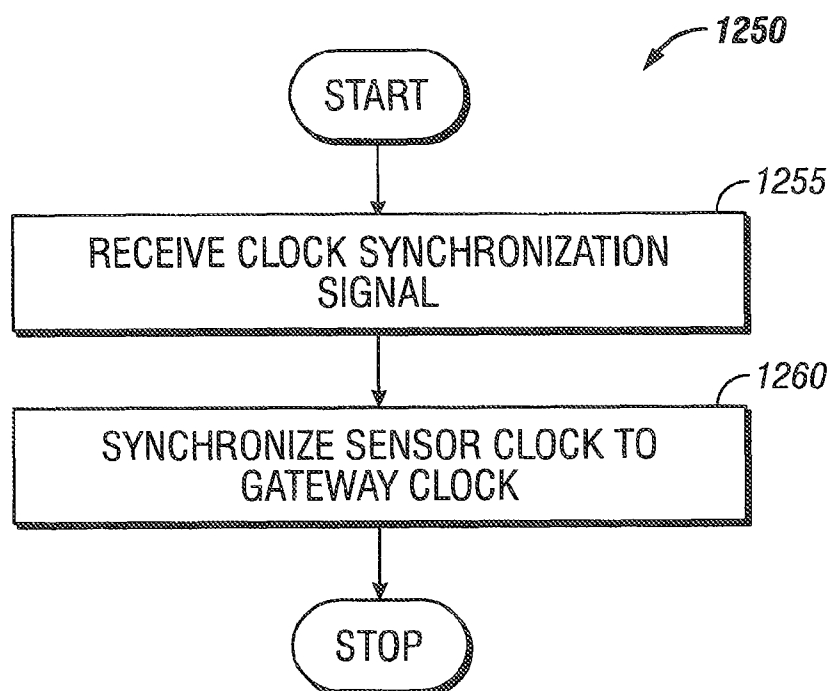 1250
START
1255
RECEIVE CLOCK SYNCHRONIZATION
SIGNAL
1260
SYNCHRONIZE SENSOR CLOCK TO
GATEWAY CLOCK
STOP